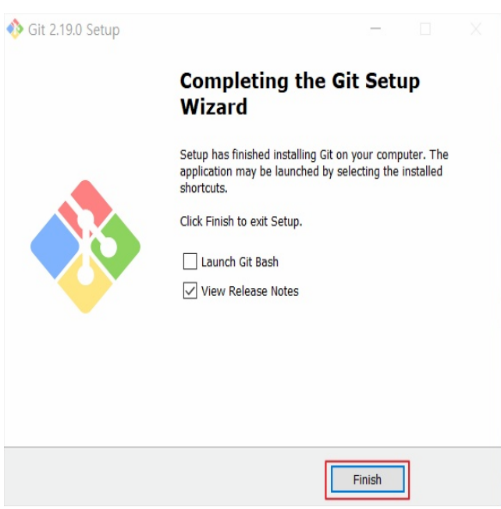 Git 2.19.0 Setup
Completing the Git Setup
Wizard
Setup has finished installing Git on your computer. The
application may be launched by selecting the installed
shortcuts.
Click Finish to exit Setup.
Launch Git Bash
View Release Notes
Finish